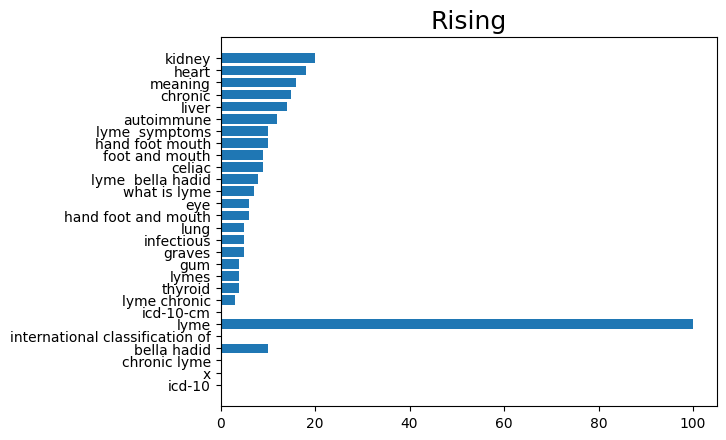 Rising
kidney
heart
meaning
chronic
liver
autoimmune
lyme  symptoms
hand foot mouth
foot and mouth
celiac
lyme  bella hadid
what is lyme
eye
hand foot and mouth
lung
infectious
graves
gum
lymes
thyroid
lyme chronic
icd-10-cm
lyme
international classification of
bella hadid
chronic lyme
x
icd-10
0 20 40 60 80 100